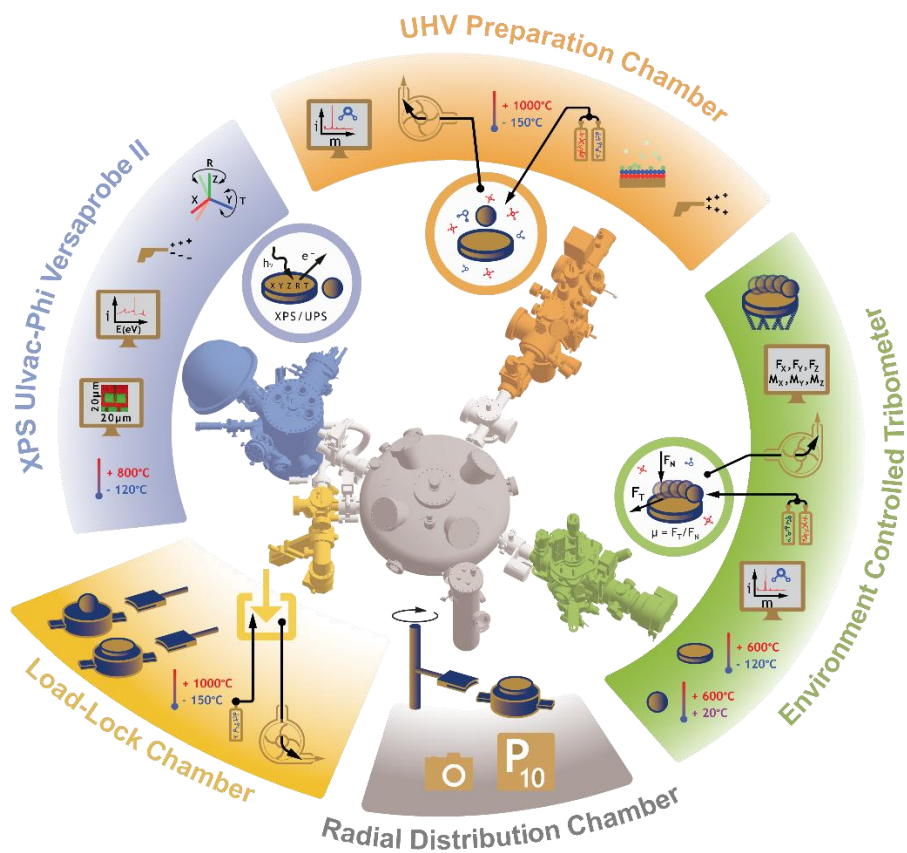 UHV Preparation Chamber
i
m
+ 1000°C
- 150°C
XPS Ulvac-Phi Versaprobe II
R
Z
X
Y
T
+ + +
- - -
i
E(eV)
20µm
20µm
+ 800°C
- 120°C
hν
e-
X Y Z R T
XPS/UPS
Environment Controlled Tribometer
FX, FY, FZ
MX, MY, MZ
FN
FT
µ = FT/FN
i
m
+ 600°C
- 120°C
+ 600°C
+ 20°C
Load-Lock Chamber
+ 1000°C
- 150°C
Radial Distribution Chamber
P10